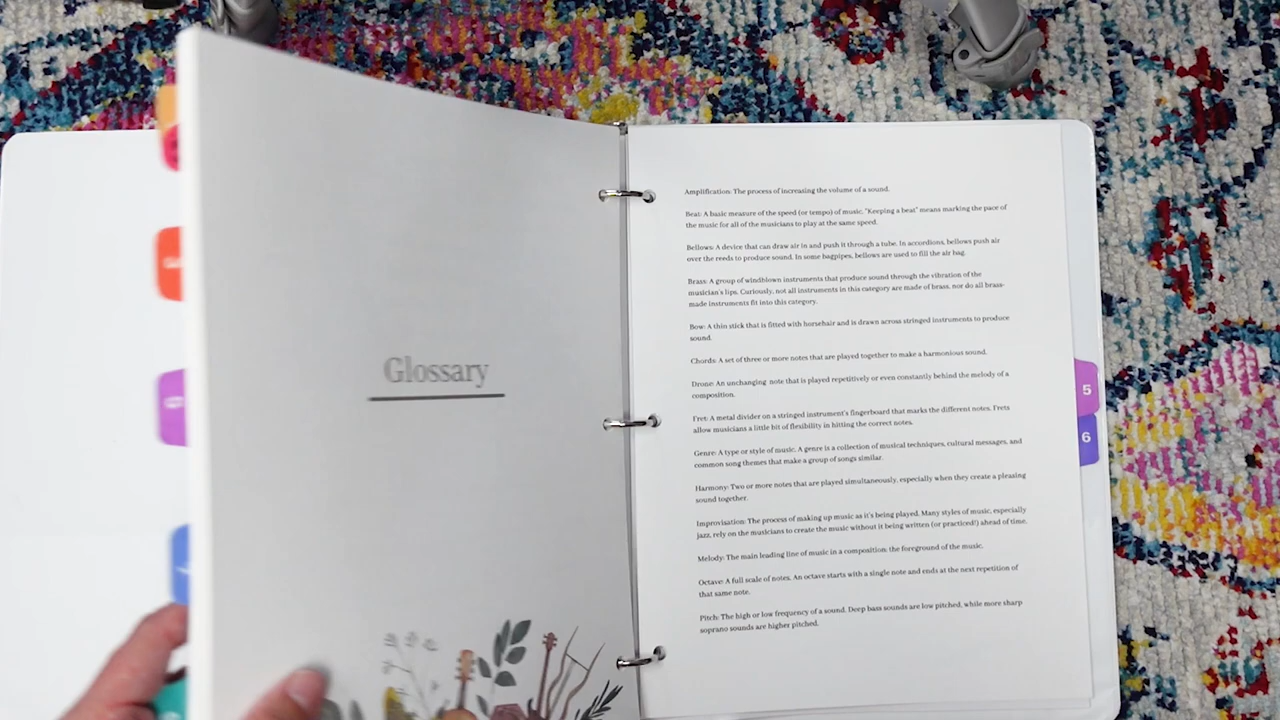 Glossary
Amplification: The process of increasing the volume of a sound.
Beat: A basic measure of the speed (or tempo) of music. "Keeping a beat" means marking the pace of
the music for all of the musicians to play at the same speed.
Bellows: A device that can draw air in and push it through a tube. In accordions, bellows push air
over the reeds to produce sound. In some bagpipes, bellows are used to fill the air bag.
Brass: A group of windblown instruments that produce sound through the vibration of the
musician's lips. Curiously, not all instruments in this category are made of brass, nor do all brass-
made instruments fit into this category.
Bow: A thin stick that is fitted with horsehair and is drawn across stringed instruments to produce
sound.
Chords: A set of three or more notes that are played together to make a harmonious sound.
Drone: An unchanging note that is played repetitively or even constantly behind the melody of a
composition.
Fret: A metal divider on a stringed instrument's fingerboard that marks the different notes. Frets
allow musicians a little bit of flexibility in hitting the correct notes.
Genre: A type or style of music. A genre is a collection of musical techniques, cultural messages, and
common song themes that make a group of songs similar.
Harmony: Two or more notes that are played simultaneously, especially when they create a pleasing
sound together.
Improvisation: The process of making up music as it's being played. Many styles of music, especially
jazz, rely on the musicians to create the music without it being written (or practiced!) ahead of time.
Melody: The main leading line of music in a composition: the foreground of the music.
Octave: A full scale of notes. An octave starts with a single note and ends at the next repetition of
that same note.
Pitch: The high or low frequency of a sound. Deep bass sounds are low pitched, while more sharp
soprano sounds are higher pitched.
5
6